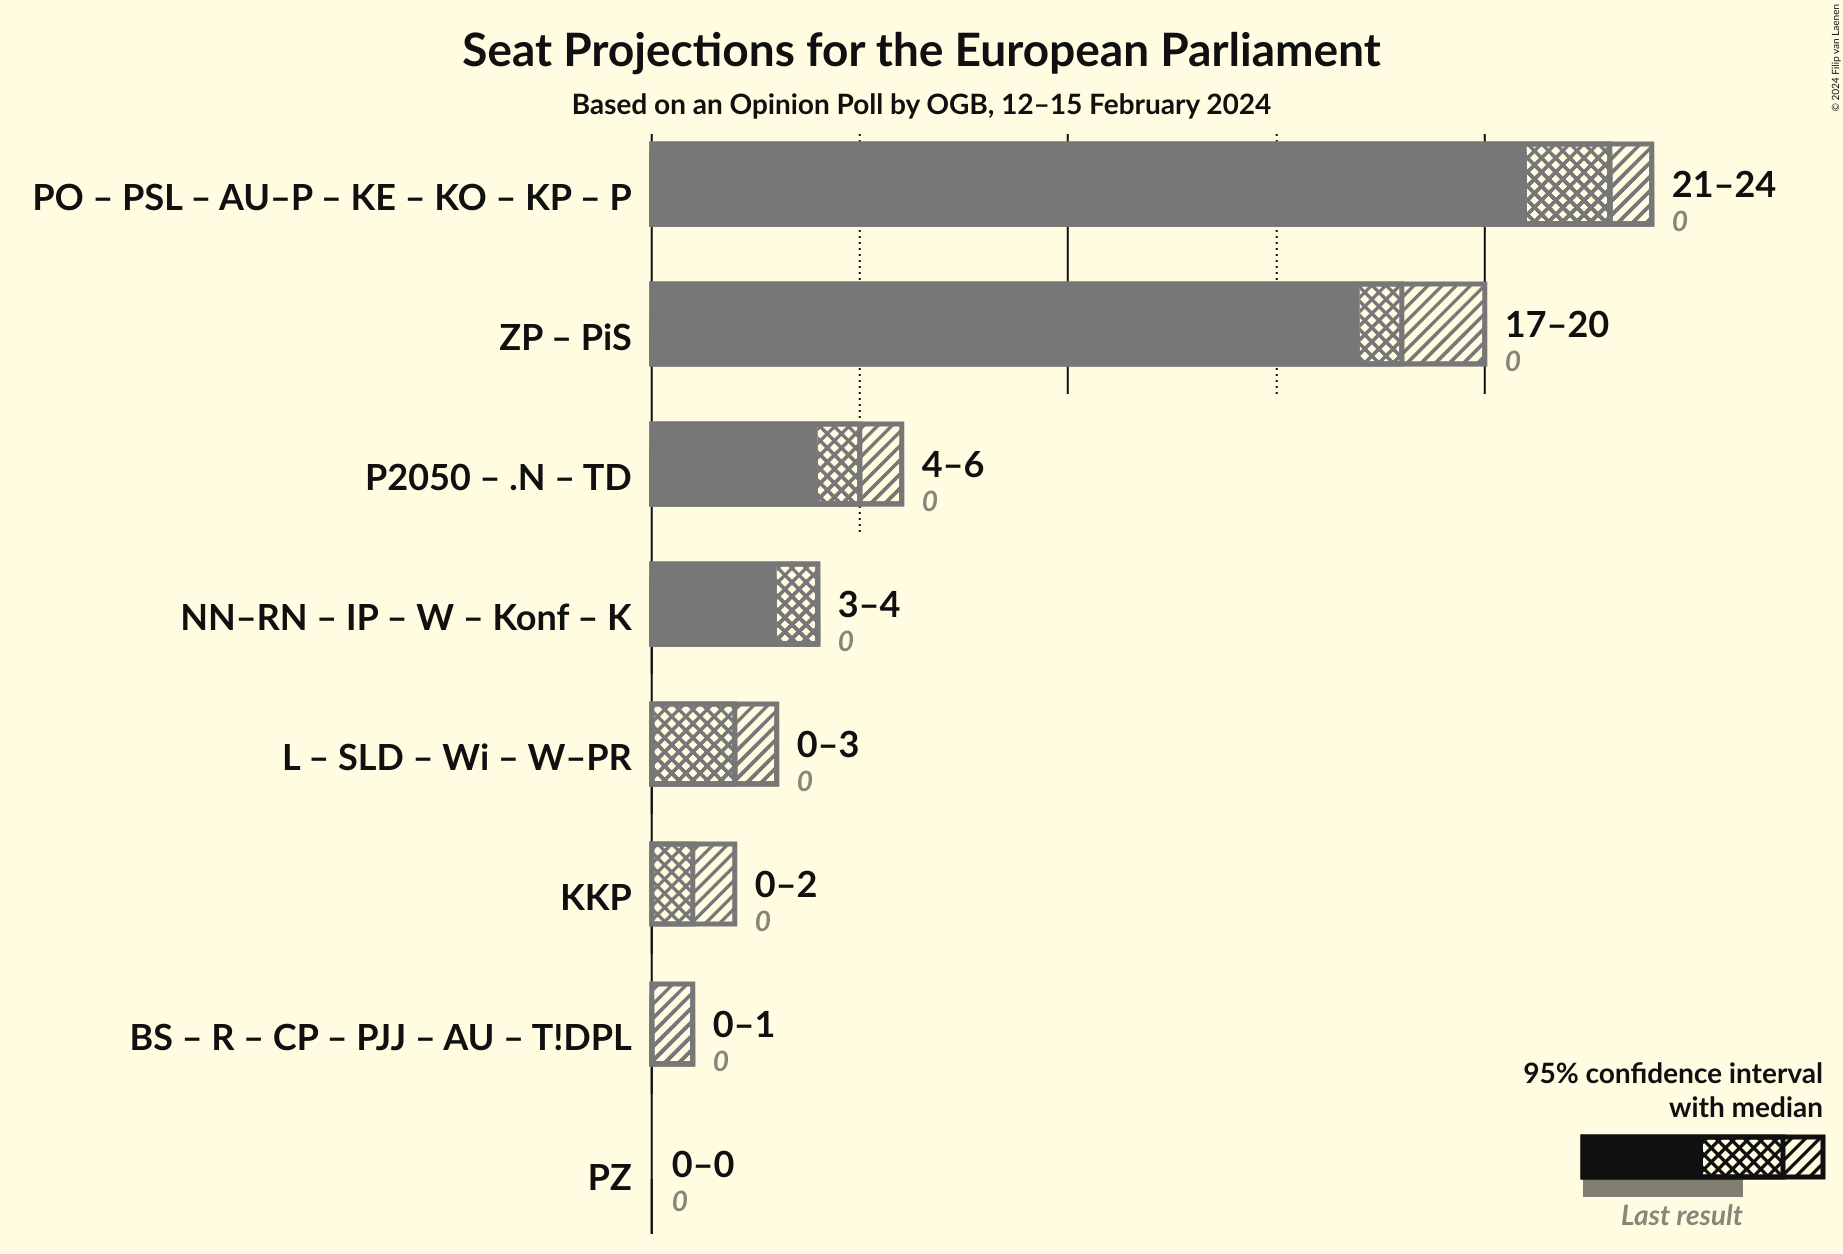 Seat Projections for the European Parliament
Based on an Opinion Poll by OGB, 12–15 February 2024
© 2024 Filip van Laenen
PO – PSL – AU–P – KE – KO – KP – P
21–24
0
ZP – PiS
17–20
0
P2050 – .N – TD
4–6
0
NN–RN – IP – W – Konf – K
3–4
0
L – SLD – Wi – W–PR
0–3
0
KKP
0–2
0
BS – R – CP – PJJ – AU – T!DPL
0–1
0
PZ
0–0
0
95% confidence interval
with median
Last result